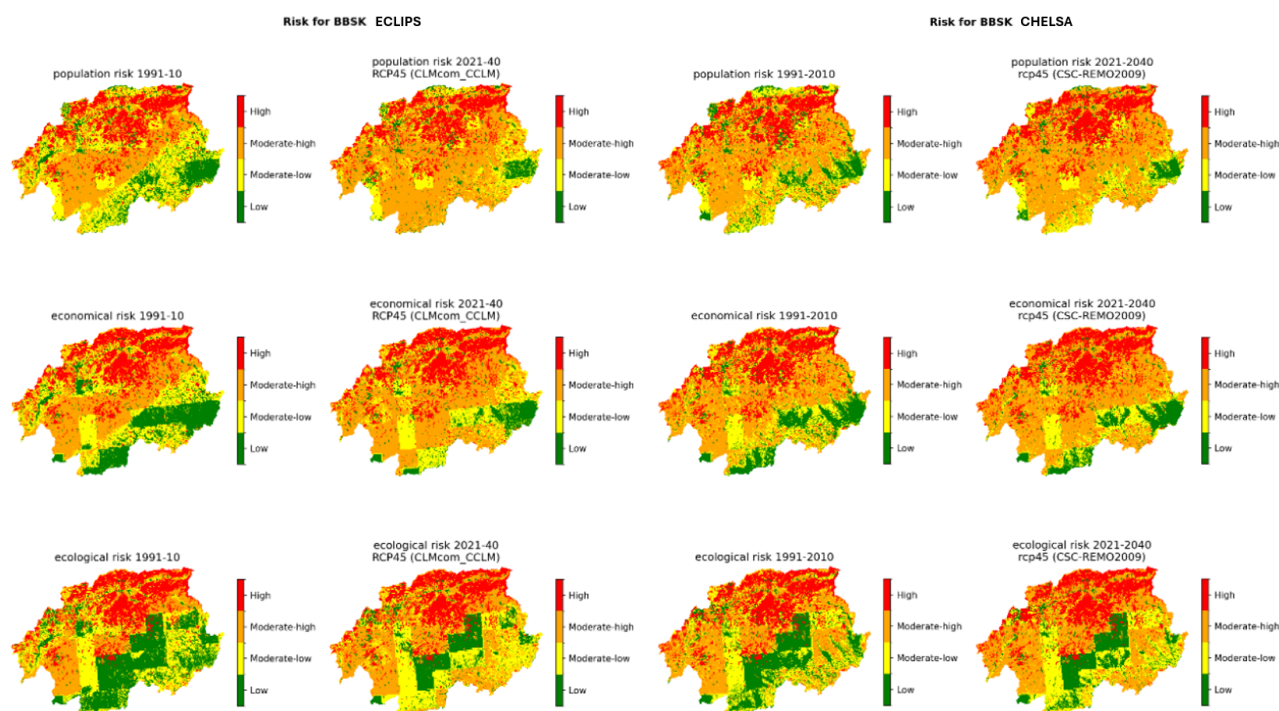 Risk for BBSK ECLIPS
Risk for BBSK CHELSA
population risk 1991-10
High
Moderate-high
Moderate-low
Low
population risk 2021-40
RCP45 (CLMcom_CCLM)
High
Moderate-high
Moderate-low
Low
population risk 1991-2010
High
Moderate-high
Moderate-low
Low
population risk 2021-2040
rcp45 (CSC-REMO2009)
High
Moderate-high
Moderate-low
Low
economical risk 1991-10
High
Moderate-high
Moderate-low
Low
economical risk 2021-40
RCP45 (CLMcom_CCLM)
High
Moderate-high
Moderate-low
Low
economical risk 1991-2010
High
Moderate-high
Moderate-low
Low
economical risk 2021-2040
rcp45 (CSC-REMO2009)
High
Moderate-high
Moderate-low
Low
ecological risk 1991-10
High
Moderate-high
Moderate-low
Low
ecological risk 2021-40
RCP45 (CLMcom_CCLM)
High
Moderate-high
Moderate-low
Low
ecological risk 1991-2010
High
Moderate-high
Moderate-low
Low
ecological risk 2021-2040
rcp45 (CSC-REMO2009)
High
Moderate-high
Moderate-low
Low